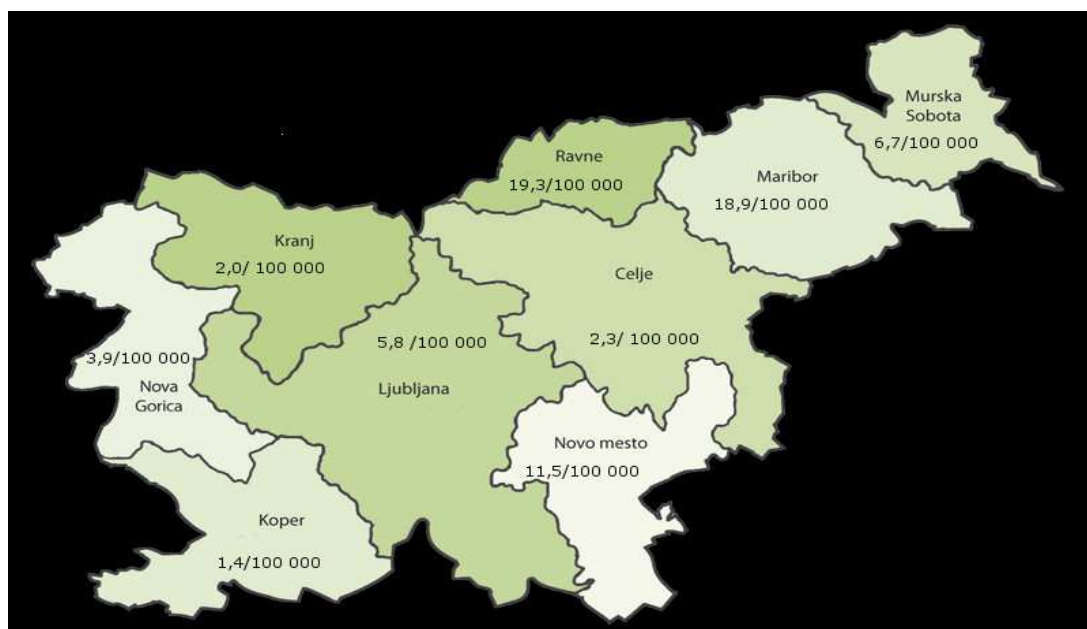 Murska
Sobota
6,7/100 000
Ravne
19,3/100 000
Maribor
18,9/100 000
Kranj
2,0/ 100 000
Celje
2,3/ 100 000
5,8 /100 000
Ljubljana
3,9/100 000
Nova
Gorica
Novo mesto
11,5/100 000
Koper
1,4/100 000